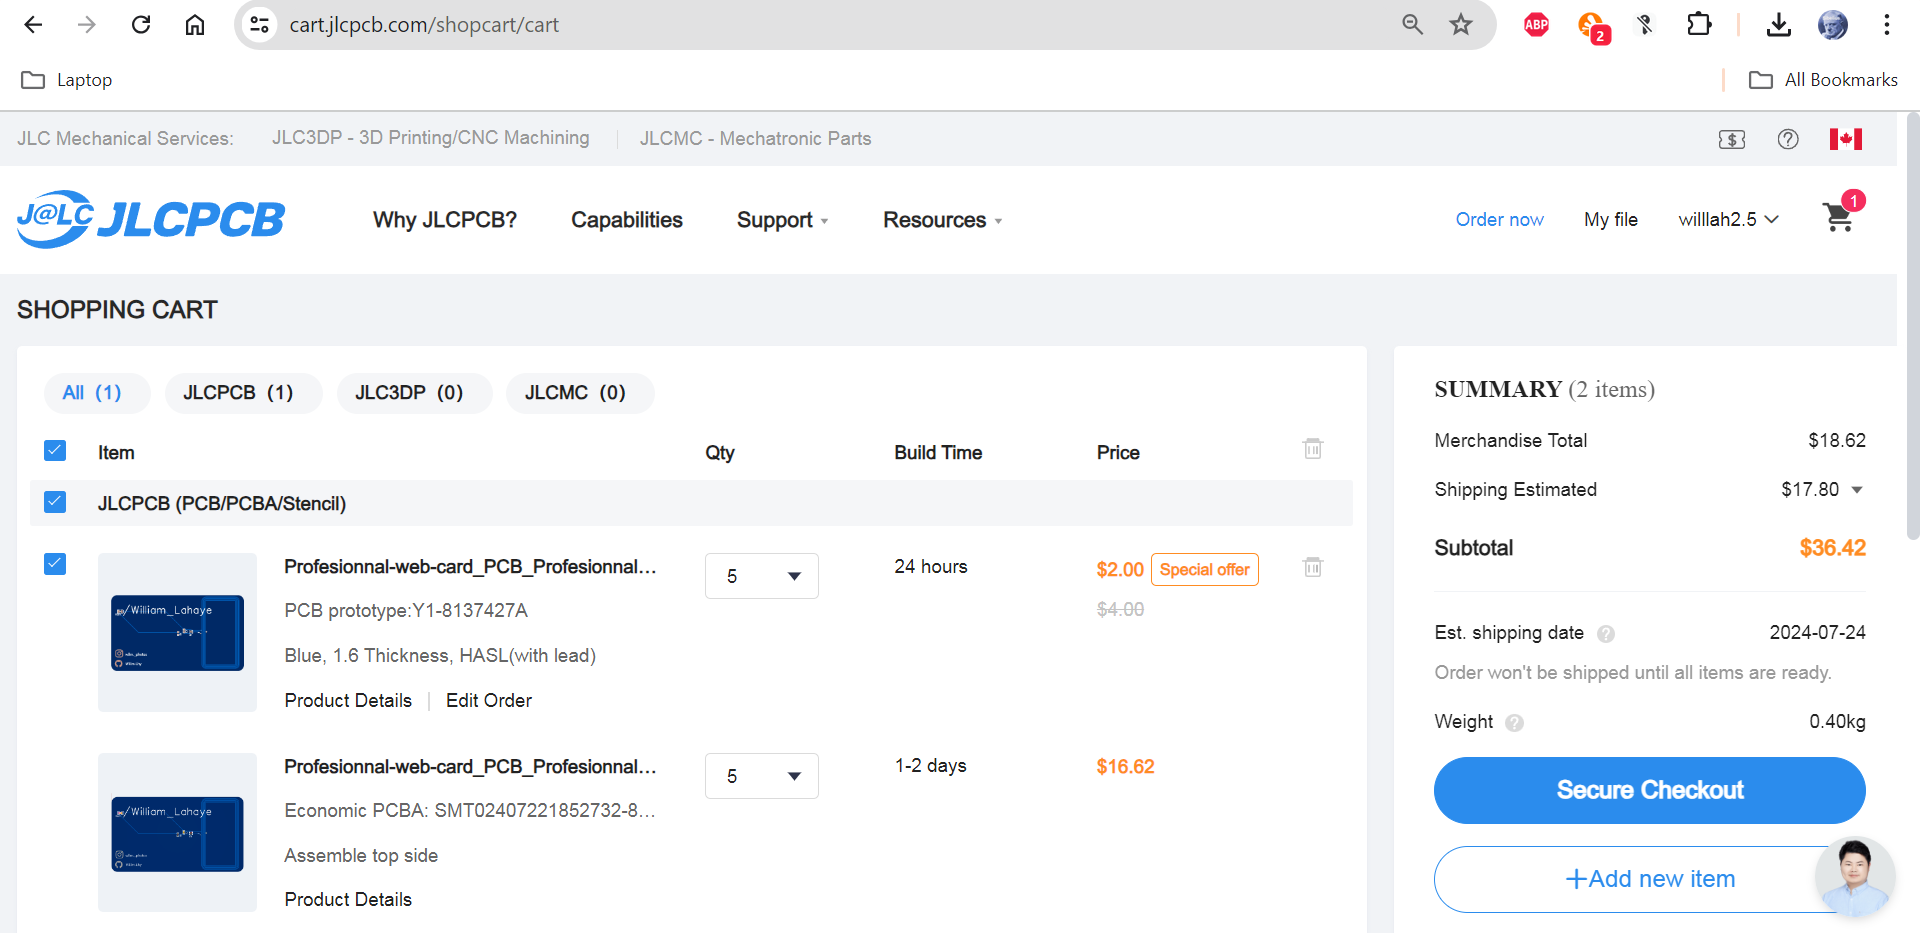 cart.jlcpcb.com/shopcart/cart
ABP
2
Laptop
All Bookmarks
JLC Mechanical Services:
JLC3DP - 3D Printing/CNC Machining
JLCMC - Mechatronic Parts
J@LC JLCPCB
Why JLCPCB?
Capabilities
Support
Resources
Order now
My file
willlah2.5
1
SHOPPING CART
All (1)
JLCPCB (1)
JLC3DP (0)
JLCMC (0)
Item
Qty
Build Time
Price
JLCPCB (PCB/PCBA/Stencil)
/William_Lahaye
Profesionnal-web-card_PCB_Profesionnal...
5
24 hours
$2.00 Special offer
PCB prototype:Y1-8137427A
$4.00
Blue, 1.6 Thickness, HASL(with lead)
Product Details
Edit Order
/William_Lahaye
Profesionnal-web-card_PCB_Profesionnal...
5
1-2 days
$16.62
Economic PCBA: SMT02407221852732-8...
Assemble top side
Product Details
SUMMARY (2 items)
Merchandise Total $18.62
Shipping Estimated $17.80
Subtotal $36.42
Est. shipping date ? 2024-07-24
Order won't be shipped until all items are ready.
Weight ? 0.40kg
Secure Checkout
+Add new item